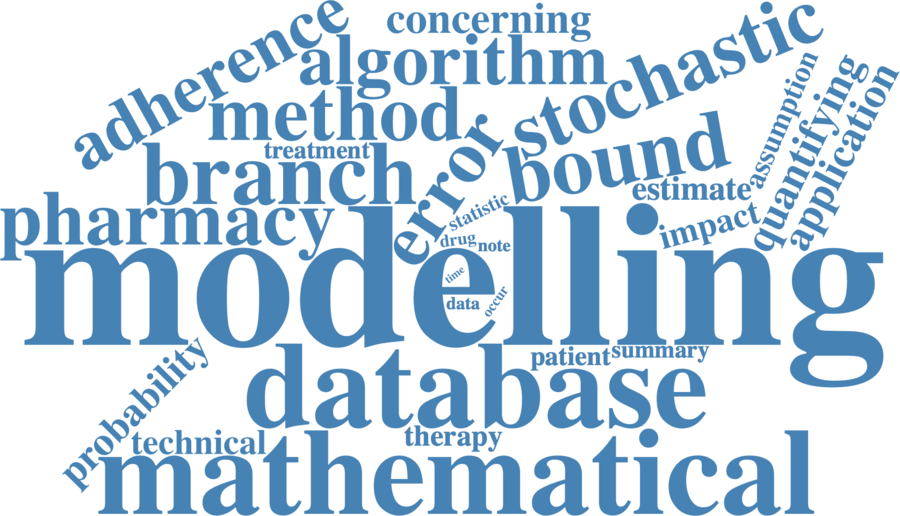 concerning
adherence
algorithm
stochastic
method
assumption
quantifying
application
treatment
branch
error
bound
estimate
pharmacy
statistic
impact
drug
note
modelling
time
data
occur
probability
patient
summary
database
technical
therapy
mathematical